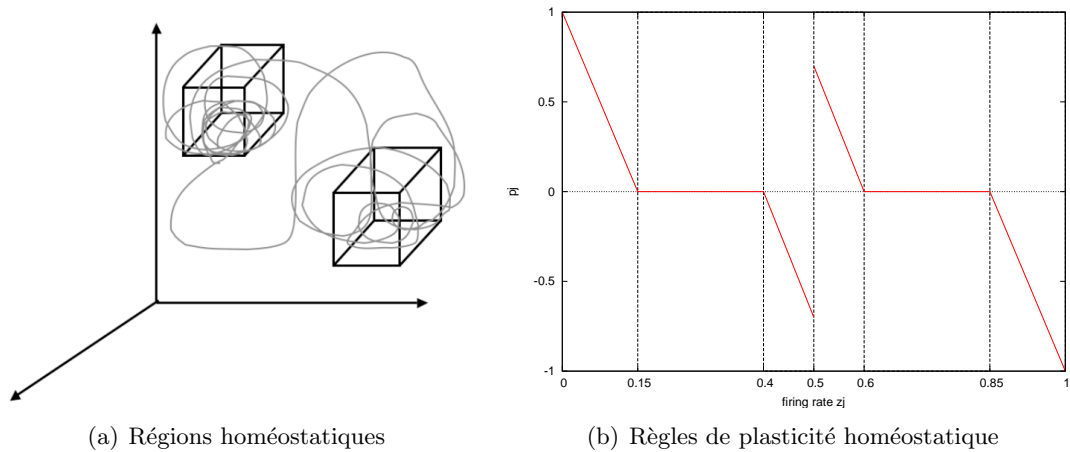 1
0.5
0
-0.5
-1
pj
0 0.15 0.4 0.5 0.6 0.85 1
firing rate zj
(a) Régions homéostatiques
(b) Règles de plasticité homéostatique